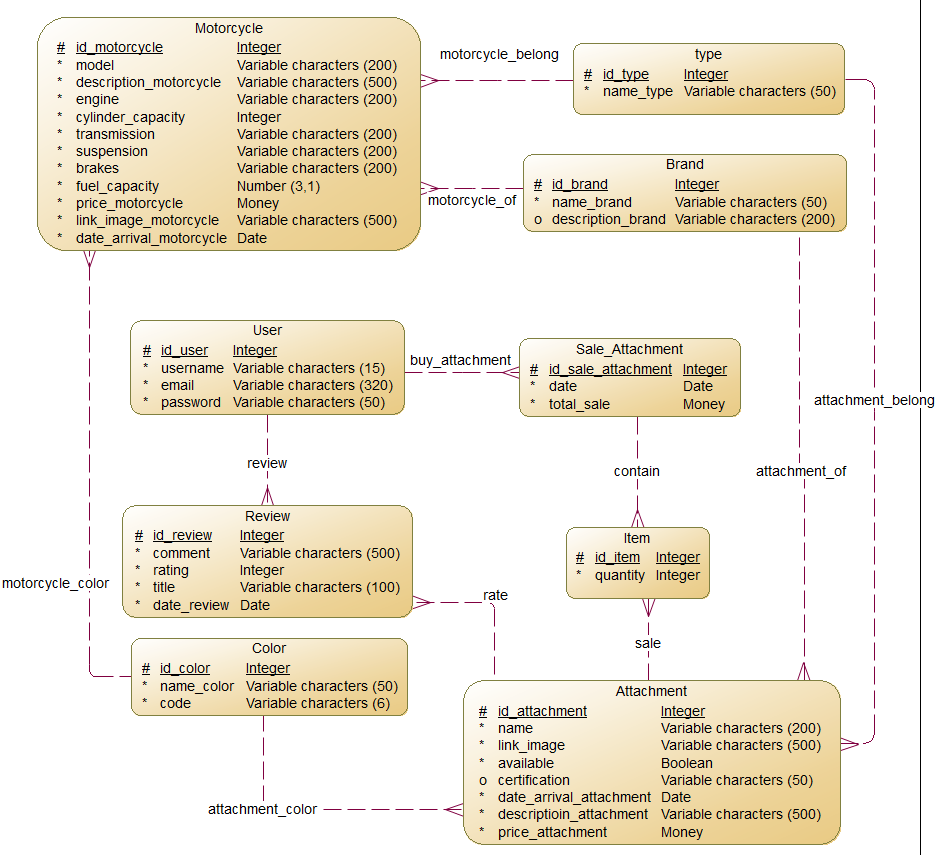 Motorcycle
# id_motorcycle Integer
* model Variable characters (200)
* description_motorcycle Variable characters (500)
* engine Variable characters (200)
* cylinder_capacity Integer
* transmission Variable characters (200)
* suspension Variable characters (200)
* brakes Variable characters (200)
* fuel_capacity Number (3,1)
* price_motorcycle Money
* link_image_motorcycle Variable characters (500)
* date_arrival_motorcycle Date
motorcycle_belong
type
# id_type Integer
* name_type Variable characters (50)
motorcycle_of
Brand
# id_brand Integer
* name_brand Variable characters (50)
o description_brand Variable characters (200)
User
# id_user Integer
* username Variable characters (15)
* email Variable characters (320)
* password Variable characters (50)
buy_attachment
Sale_Attachment
# id_sale_attachment Integer
* date Date
* total_sale Money
attachment_belong
review
contain
attachment_of
Review
# id_review Integer
* comment Variable characters (500)
* rating Integer
* title Variable characters (100)
* date_review Date
Item
# id_item Integer
* quantity Integer
motorcycle_color
rate
sale
Color
# id_color Integer
* name_color Variable characters (50)
* code Variable characters (6)
attachment_color
Attachment
# id_attachment Integer
* name Variable characters (200)
* link_image Variable characters (500)
* available Boolean
o certification Variable characters (50)
* date_arrival_attachment Date
* descriptioin_attachment Variable characters (500)
* price_attachment Money